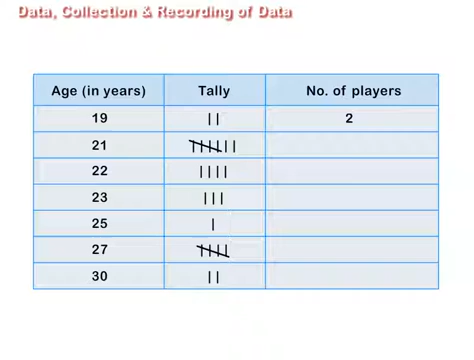 Data, Collection & Recording of Data
Age (in years) Tally No. of players
19 || 2
21
22 ||||
23 |||
25 |
27
30 ||